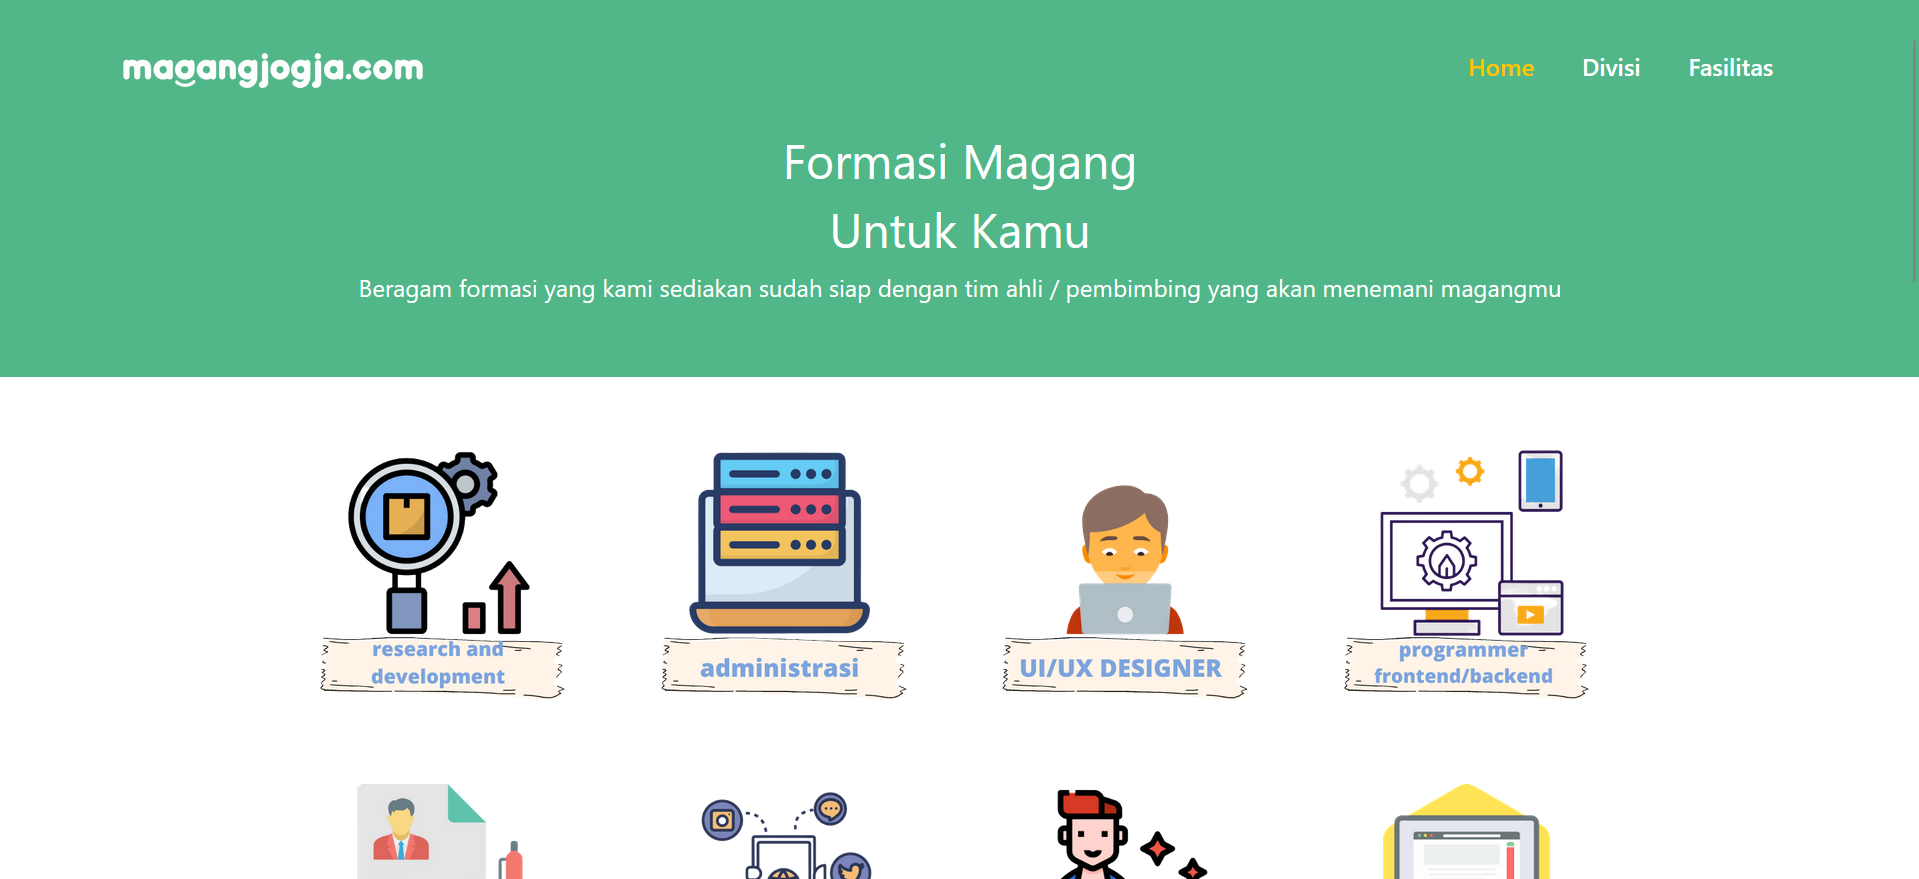 magangjogja.com
Home Divisi Fasilitas
Formasi Magang
Untuk Kamu
Beragam formasi yang kami sediakan sudah siap dengan tim ahli / pembimbing yang akan menemani magangmu
research and
development
administrasi
UI/UX DESIGNER
programmer
frontend/backend